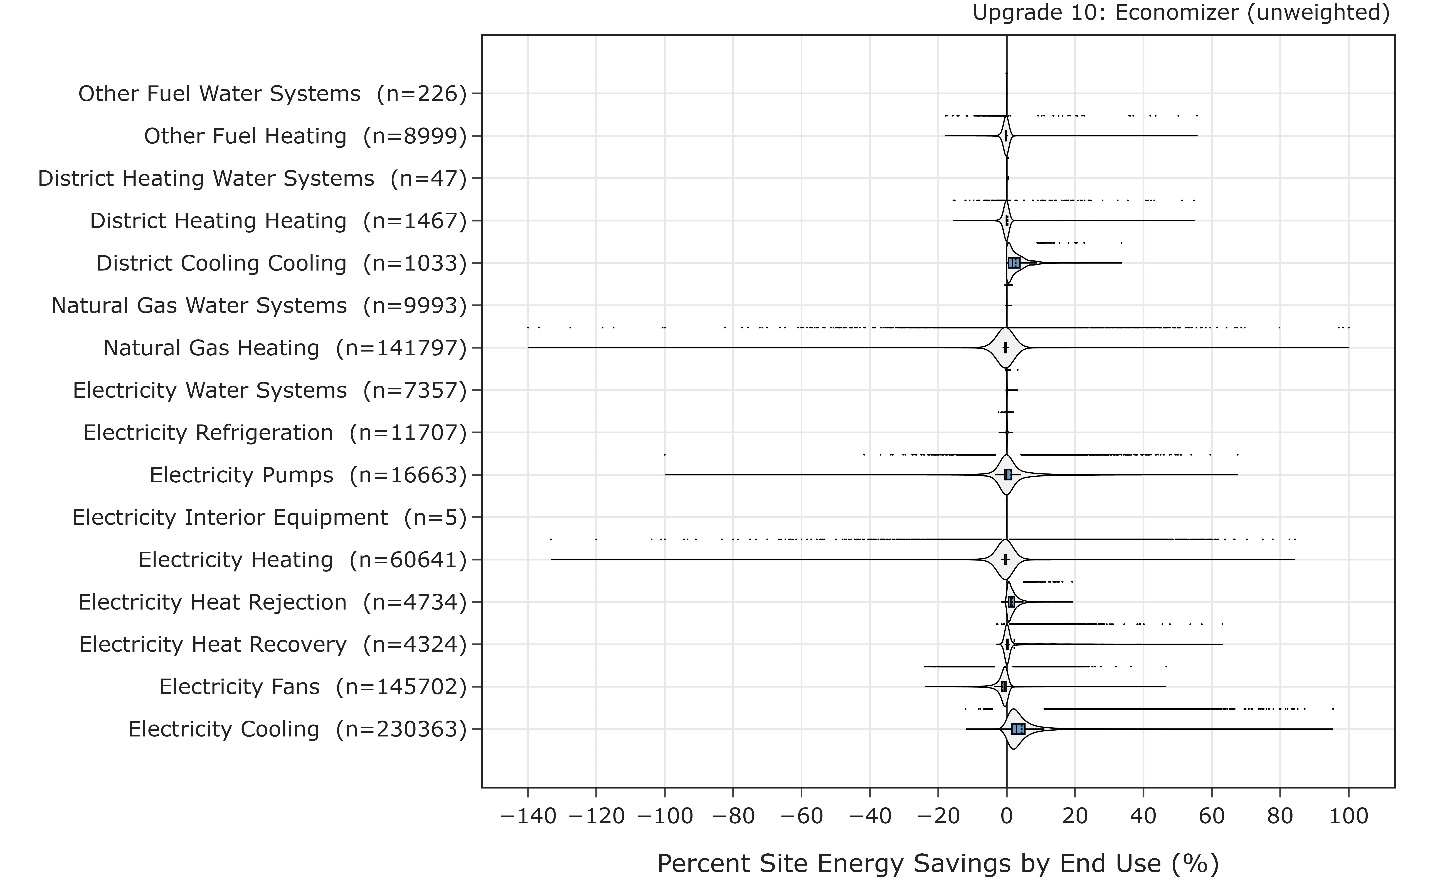 Upgrade 10: Economizer (unweighted)
Other Fuel Water Systems (n=226)
Other Fuel Heating (n=8999)
District Heating Water Systems (n=47)
District Heating Heating (n=1467)
District Cooling Cooling (n=1033)
Natural Gas Water Systems (n=9993)
Natural Gas Heating (n=141797)
Electricity Water Systems (n=7357)
Electricity Refrigeration (n=11707)
Electricity Pumps (n=16663)
Electricity Interior Equipment (n=5)
Electricity Heating (n=60641)
Electricity Heat Rejection (n=4734)
Electricity Heat Recovery (n=4324)
Electricity Fans (n=145702)
Electricity Cooling (n=230363)
−140 −120 −100 −80 −60 −40 −20 0 20 40 60 80 100
Percent Site Energy Savings by End Use (%)